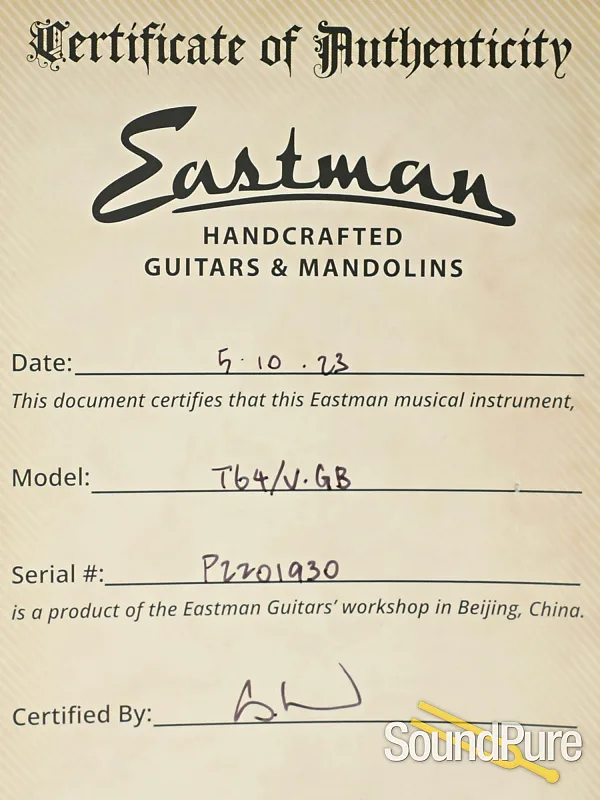 Certificate of Authenticity
Eastman
HANDCRAFTED
GUITARS & MANDOLINS
Date: 5.10.23
This document certifies that this Eastman musical instrument,
Model: T64/V.GB
Serial #: P2201930
is a product of the Eastman Guitars' workshop in Beijing, China.
Certified By:
SoundPure